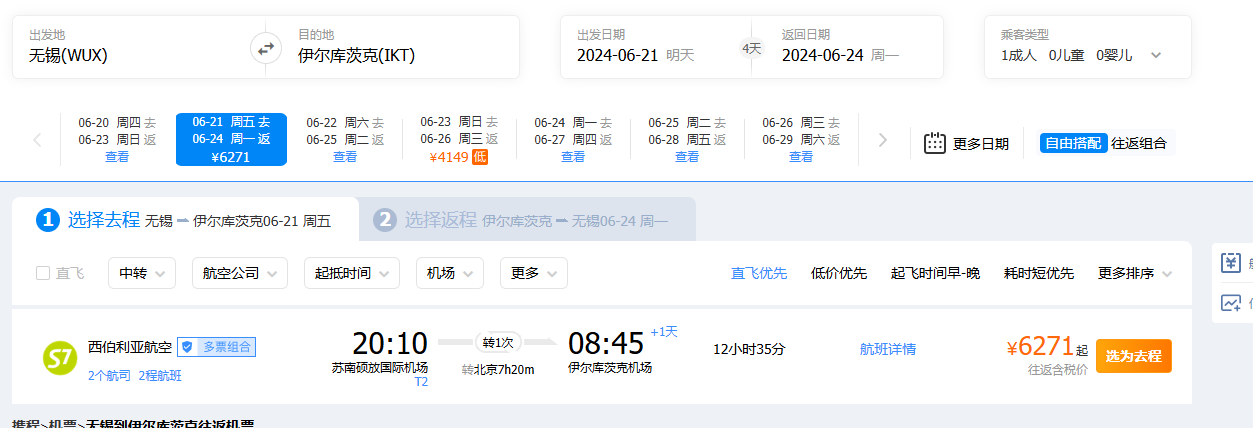 出发地
无锡(WUX)
目的地
伊尔库茨克(IKT)
出发日期
2024-06-21 明天
4天
返回日期
2024-06-24 周一
乘客类型
1成人 0儿童 0婴儿
06-20 周四 去
06-23 周日 返
查看
06-21 周五 去
06-24 周一 返
¥6271
06-22 周六 去
06-25 周二 返
查看
06-23 周日 去
06-26 周三 返
¥4149 低
06-24 周一 去
06-27 周四 返
查看
06-25 周二 去
06-28 周五 返
查看
06-26 周三 去
06-29 周六 返
查看
更多日期
自由搭配 往返组合
1 选择去程 无锡 伊尔库茨克06-21 周五
2 选择返程 伊尔库茨克 无锡06-24 周一
直飞 中转 航空公司 起抵时间 机场 更多
直飞优先 低价优先 起飞时间早-晚 耗时短优先 更多排序
S7
西伯利亚航空 多票组合
2个航司 2程航班
20:10
苏南硕放国际机场
T2
转1次
转北京7h20m
08:45 +1天
伊尔库茨克机场
12小时35分
航班详情
¥6271起
往返含税价
选为去程
携程>机票>无锡到伊尔库茨克往返机票